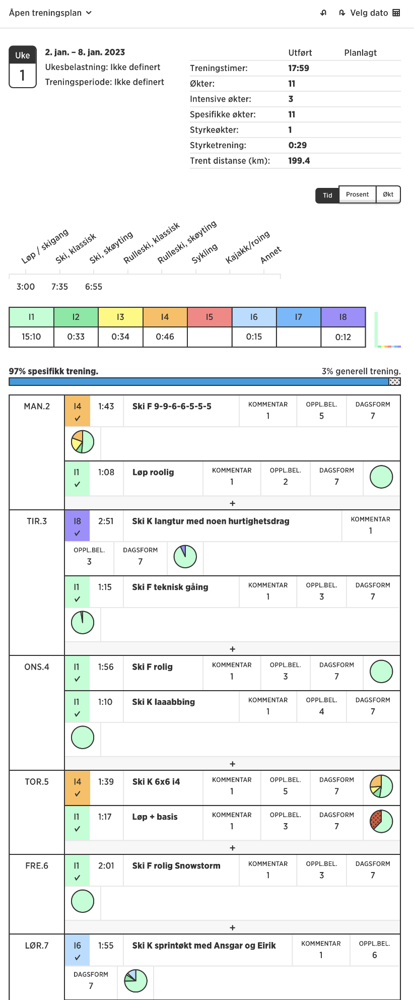 Åpen treningsplan
Velg dato
Uke
1
2. jan. – 8. jan. 2023
Ukesbelastning: Ikke definert
Treningsperiode: Ikke definert
Utført Planlagt
Treningstimer: 17:59
Økter: 11
Intensive økter: 3
Spesifikke økter: 11
Styrkeøkter: 1
Styrketrening: 0:29
Trent distanse (km): 199.4
Tid Prosent Økt
Løp / skigang
Ski, klassisk
Ski, skøyting
Rulleski, klassisk
Rulleski, skøyting
Sykling
Kajakk/roing
Annet
3:00 7:35 6:55
I1 I2 I3 I4 I5 I6 I7 I8
15:10 0:33 0:34 0:46 0:15 0:12
97% spesifikk trening. 3% generell trening.
MAN.2 I4 1:43 Ski F 9-9-6-6-5-5-5 KOMMENTAR OPPL.BEL. DAGSFORM
✓ 1 5 7
I1 1:08 Løp roolig KOMMENTAR OPPL.BEL. DAGSFORM
✓ 1 2 7
+
TIR.3 I8 2:51 Ski K langtur med noen hurtighetsdrag KOMMENTAR
✓ 1
OPPL.BEL. DAGSFORM
3 7
I1 1:15 Ski F teknisk gåing KOMMENTAR OPPL.BEL. DAGSFORM
✓ 1 3 7
+
ONS.4 I1 1:56 Ski F rolig KOMMENTAR OPPL.BEL. DAGSFORM
✓ 1 3 7
I1 1:10 Ski K laaabbing KOMMENTAR OPPL.BEL. DAGSFORM
✓ 1 4 7
+
TOR.5 I4 1:39 Ski K 6x6 i4 KOMMENTAR OPPL.BEL. DAGSFORM
✓ 1 5 7
I1 1:17 Løp + basis KOMMENTAR OPPL.BEL. DAGSFORM
✓ 1 3 7
+
FRE.6 I1 2:01 Ski F rolig Snowstorm KOMMENTAR OPPL.BEL. DAGSFORM
✓ 1 3 7
+
LØR.7 I6 1:55 Ski K sprintøkt med Ansgar og Eirik KOMMENTAR OPPL.BEL.
✓ 1 6
DAGSFORM
7